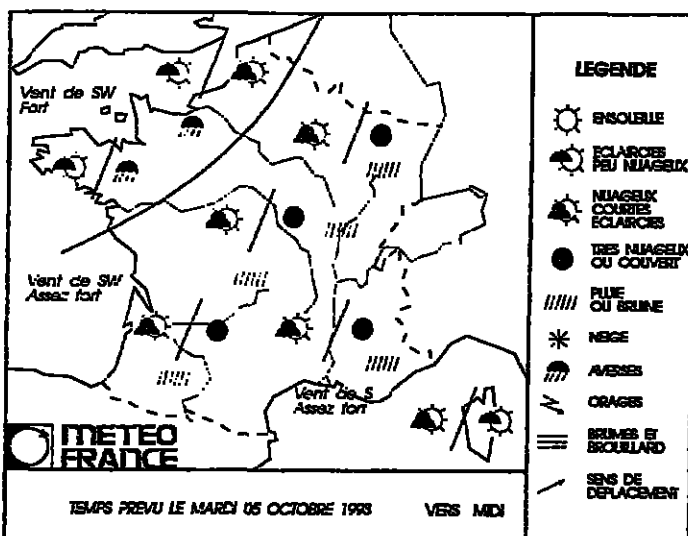 Vent de SW
Fort
Vent de SW
Assez fort
Vent de S
Assez fort
METEO
FRANCE
TEMPS PREVU LE MARDI 05 OCTOBRE 1993 VERS MIDI
LEGENDE
ENSOLEILLE
ECLAIRCIES
PEU NUAGEUX
NUAGEUX
COURTES
ECLAIRCIES
TRES NUAGEUX
OU COUVERT
PLUIE
OU BRUINE
NEIGE
AVERSES
ORAGES
BRUMES ET
BROUILLARD
SENS DE
DEPLACEMENT